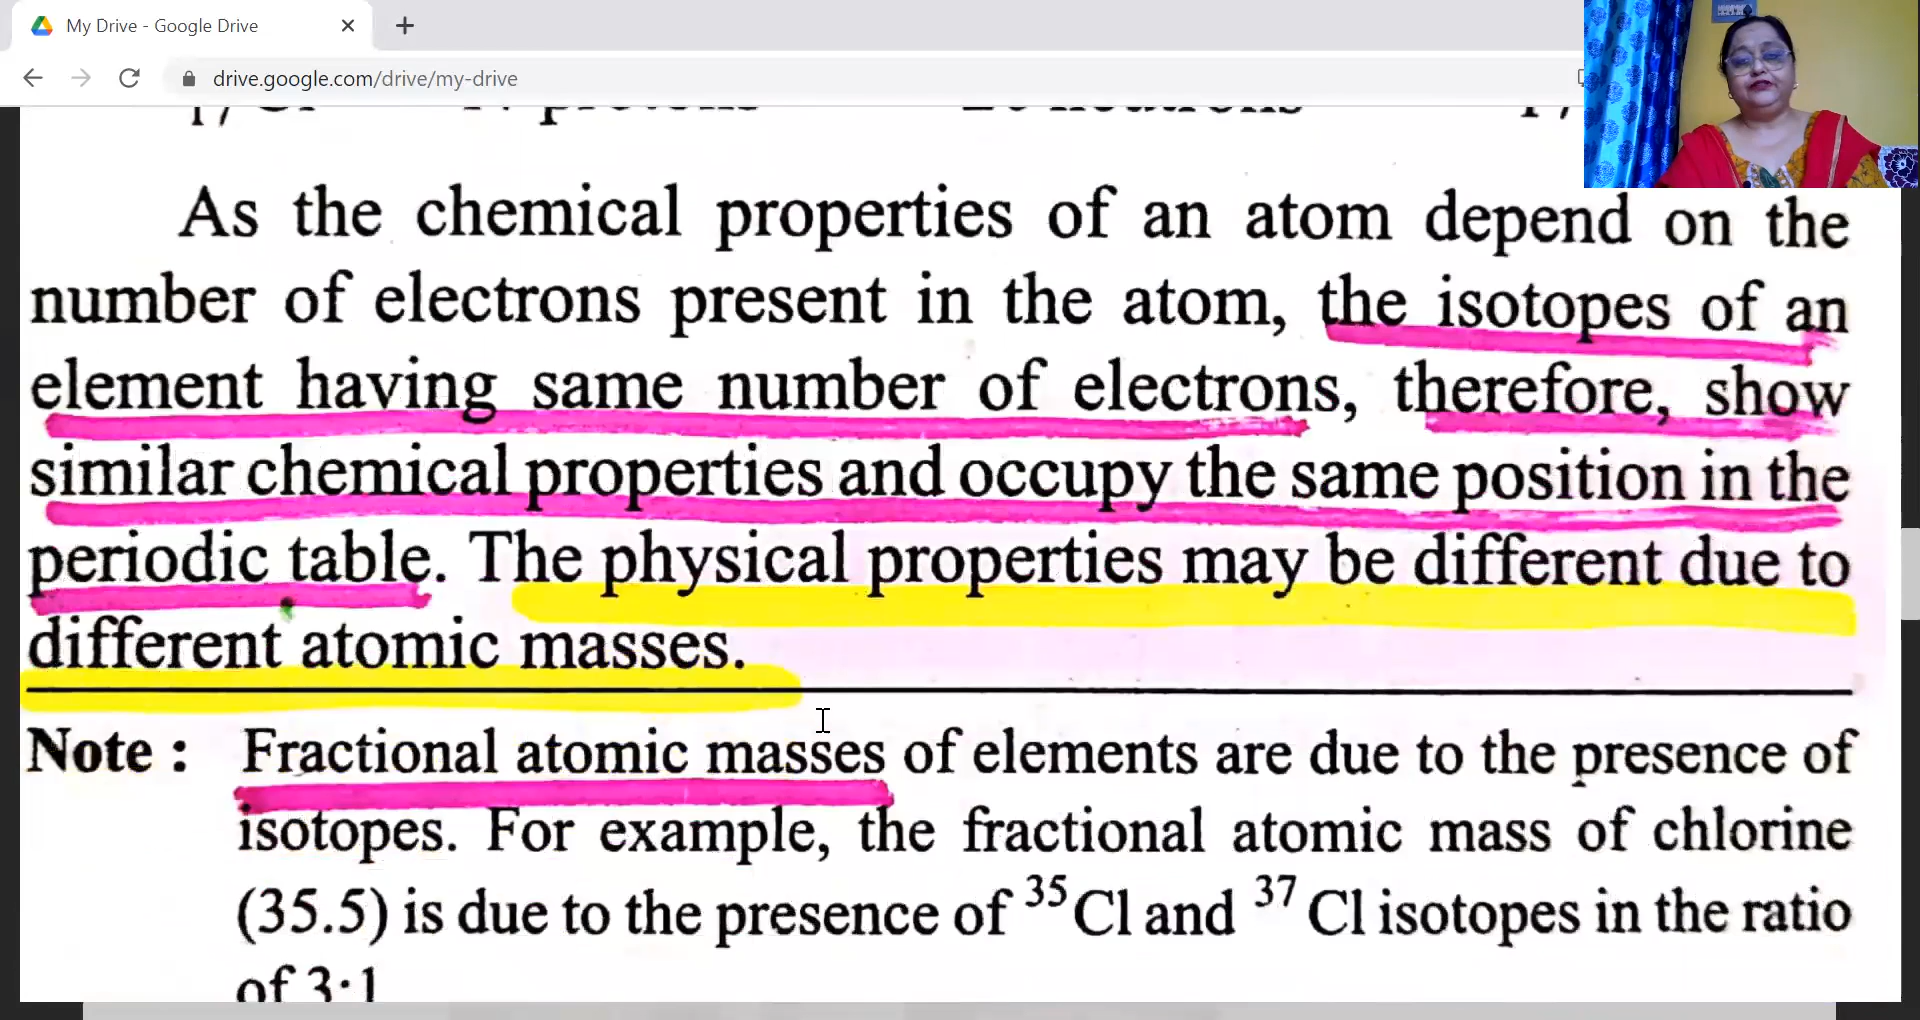 My Drive - Google Drive
drive.google.com/drive/my-drive
As the chemical properties of an atom depend on the
number of electrons present in the atom, the isotopes of an
element having same number of electrons, therefore, show
similar chemical properties and occupy the same position in the
periodic table. The physical properties may be different due to
different atomic masses.
Note : Fractional atomic masses of elements are due to the presence of
isotopes. For example, the fractional atomic mass of chlorine
(35.5) is due to the presence of ³⁵Cl and ³⁷Cl isotopes in the ratio
of 3:1